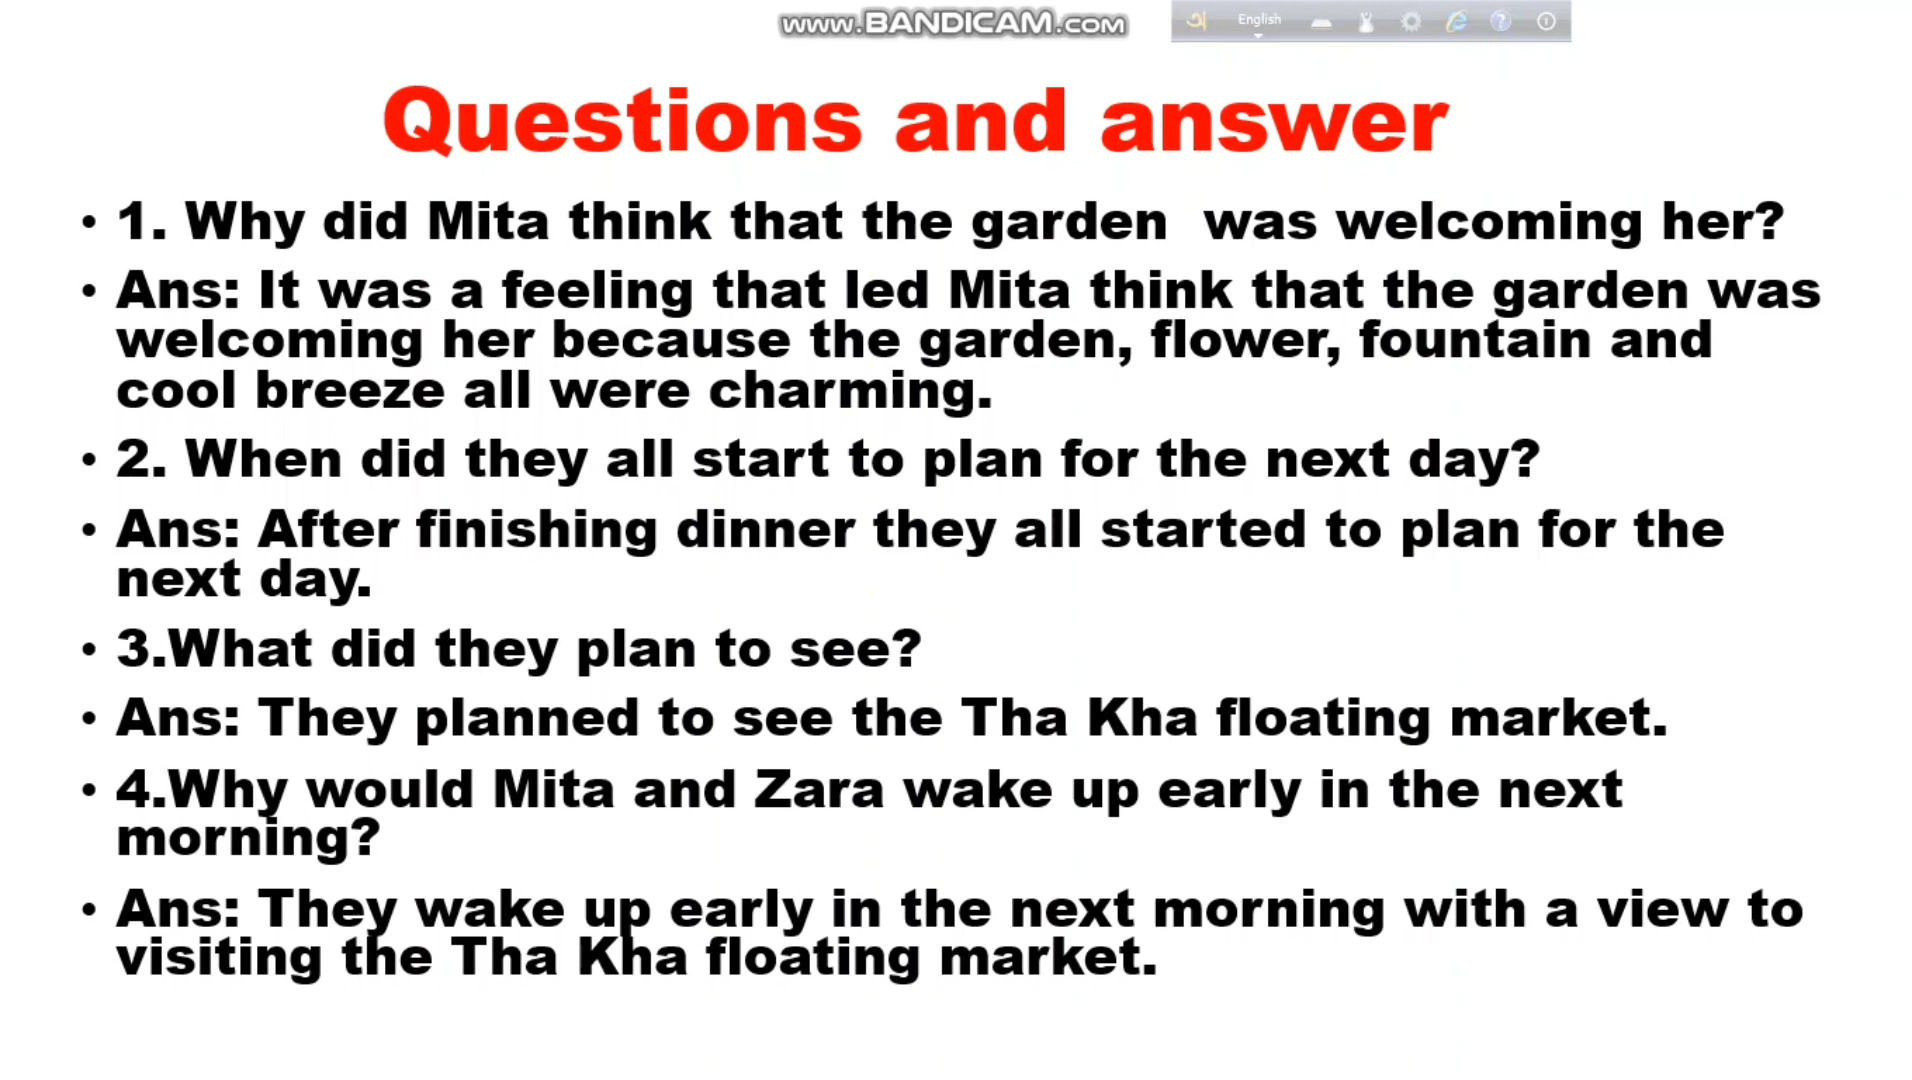 www.BANDICAM.com
অ English
Questions and answer
• 1. Why did Mita think that the garden was welcoming her?
• Ans: It was a feeling that led Mita think that the garden was
welcoming her because the garden, flower, fountain and
cool breeze all were charming.
• 2. When did they all start to plan for the next day?
• Ans: After finishing dinner they all started to plan for the
next day.
• 3.What did they plan to see?
• Ans: They planned to see the Tha Kha floating market.
• 4.Why would Mita and Zara wake up early in the next
morning?
• Ans: They wake up early in the next morning with a view to
visiting the Tha Kha floating market.